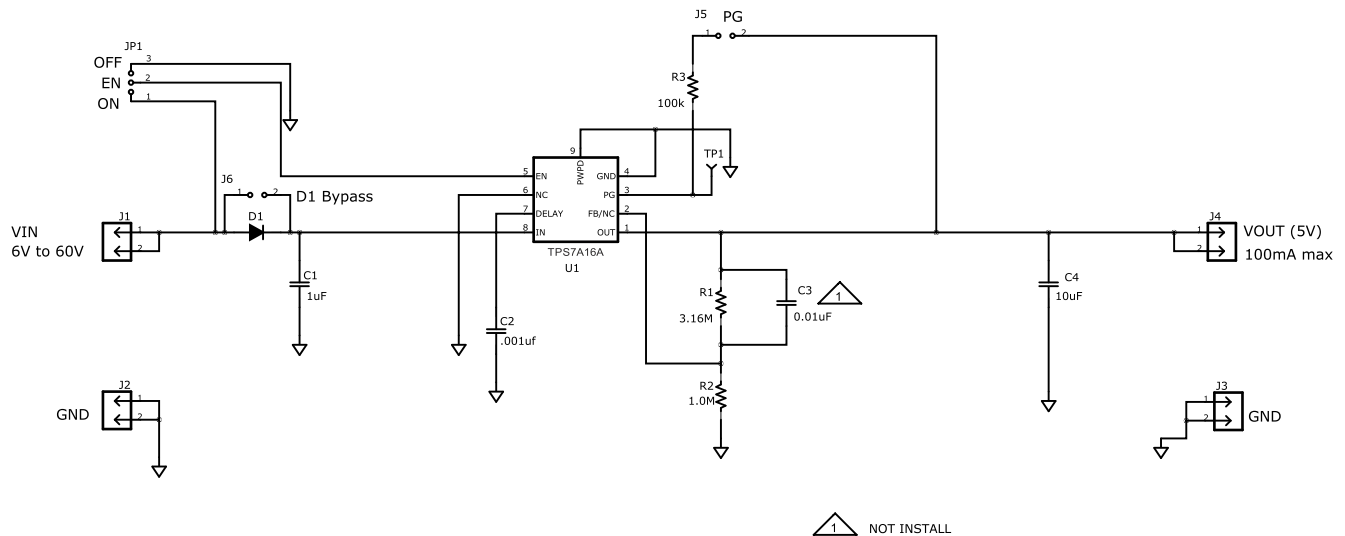 J5 PG
1 2
JP1
OFF 3
EN 2
ON 1
R3
100k
TP1
J6
1 2 D1 Bypass
D1
VIN
6V to 60V
J1
1
2
C1
1uF
9
PWPD
5 EN
6 NC
7 DELAY
8 IN
GND 4
PG 3
FB/NC 2
OUT 1
TPS7A16A
U1
C2
.001uf
R1
3.16M
C3
0.01uF
1
R2
1.0M
C4
10uF
J4
1
2
VOUT (5V)
100mA max
J2
GND
1
2
J3
1
2
GND
1 NOT INSTALL